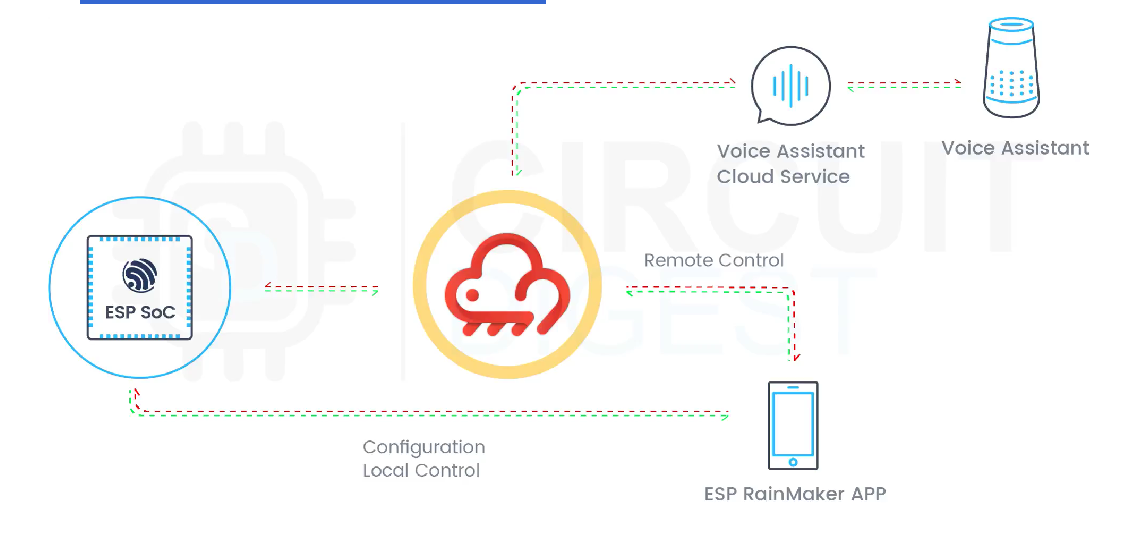 Voice Assistant
Cloud Service
Voice Assistant
CIRCUIT
DIGEST
Remote Control
ESP SoC
Configuration
Local Control
ESP RainMaker APP